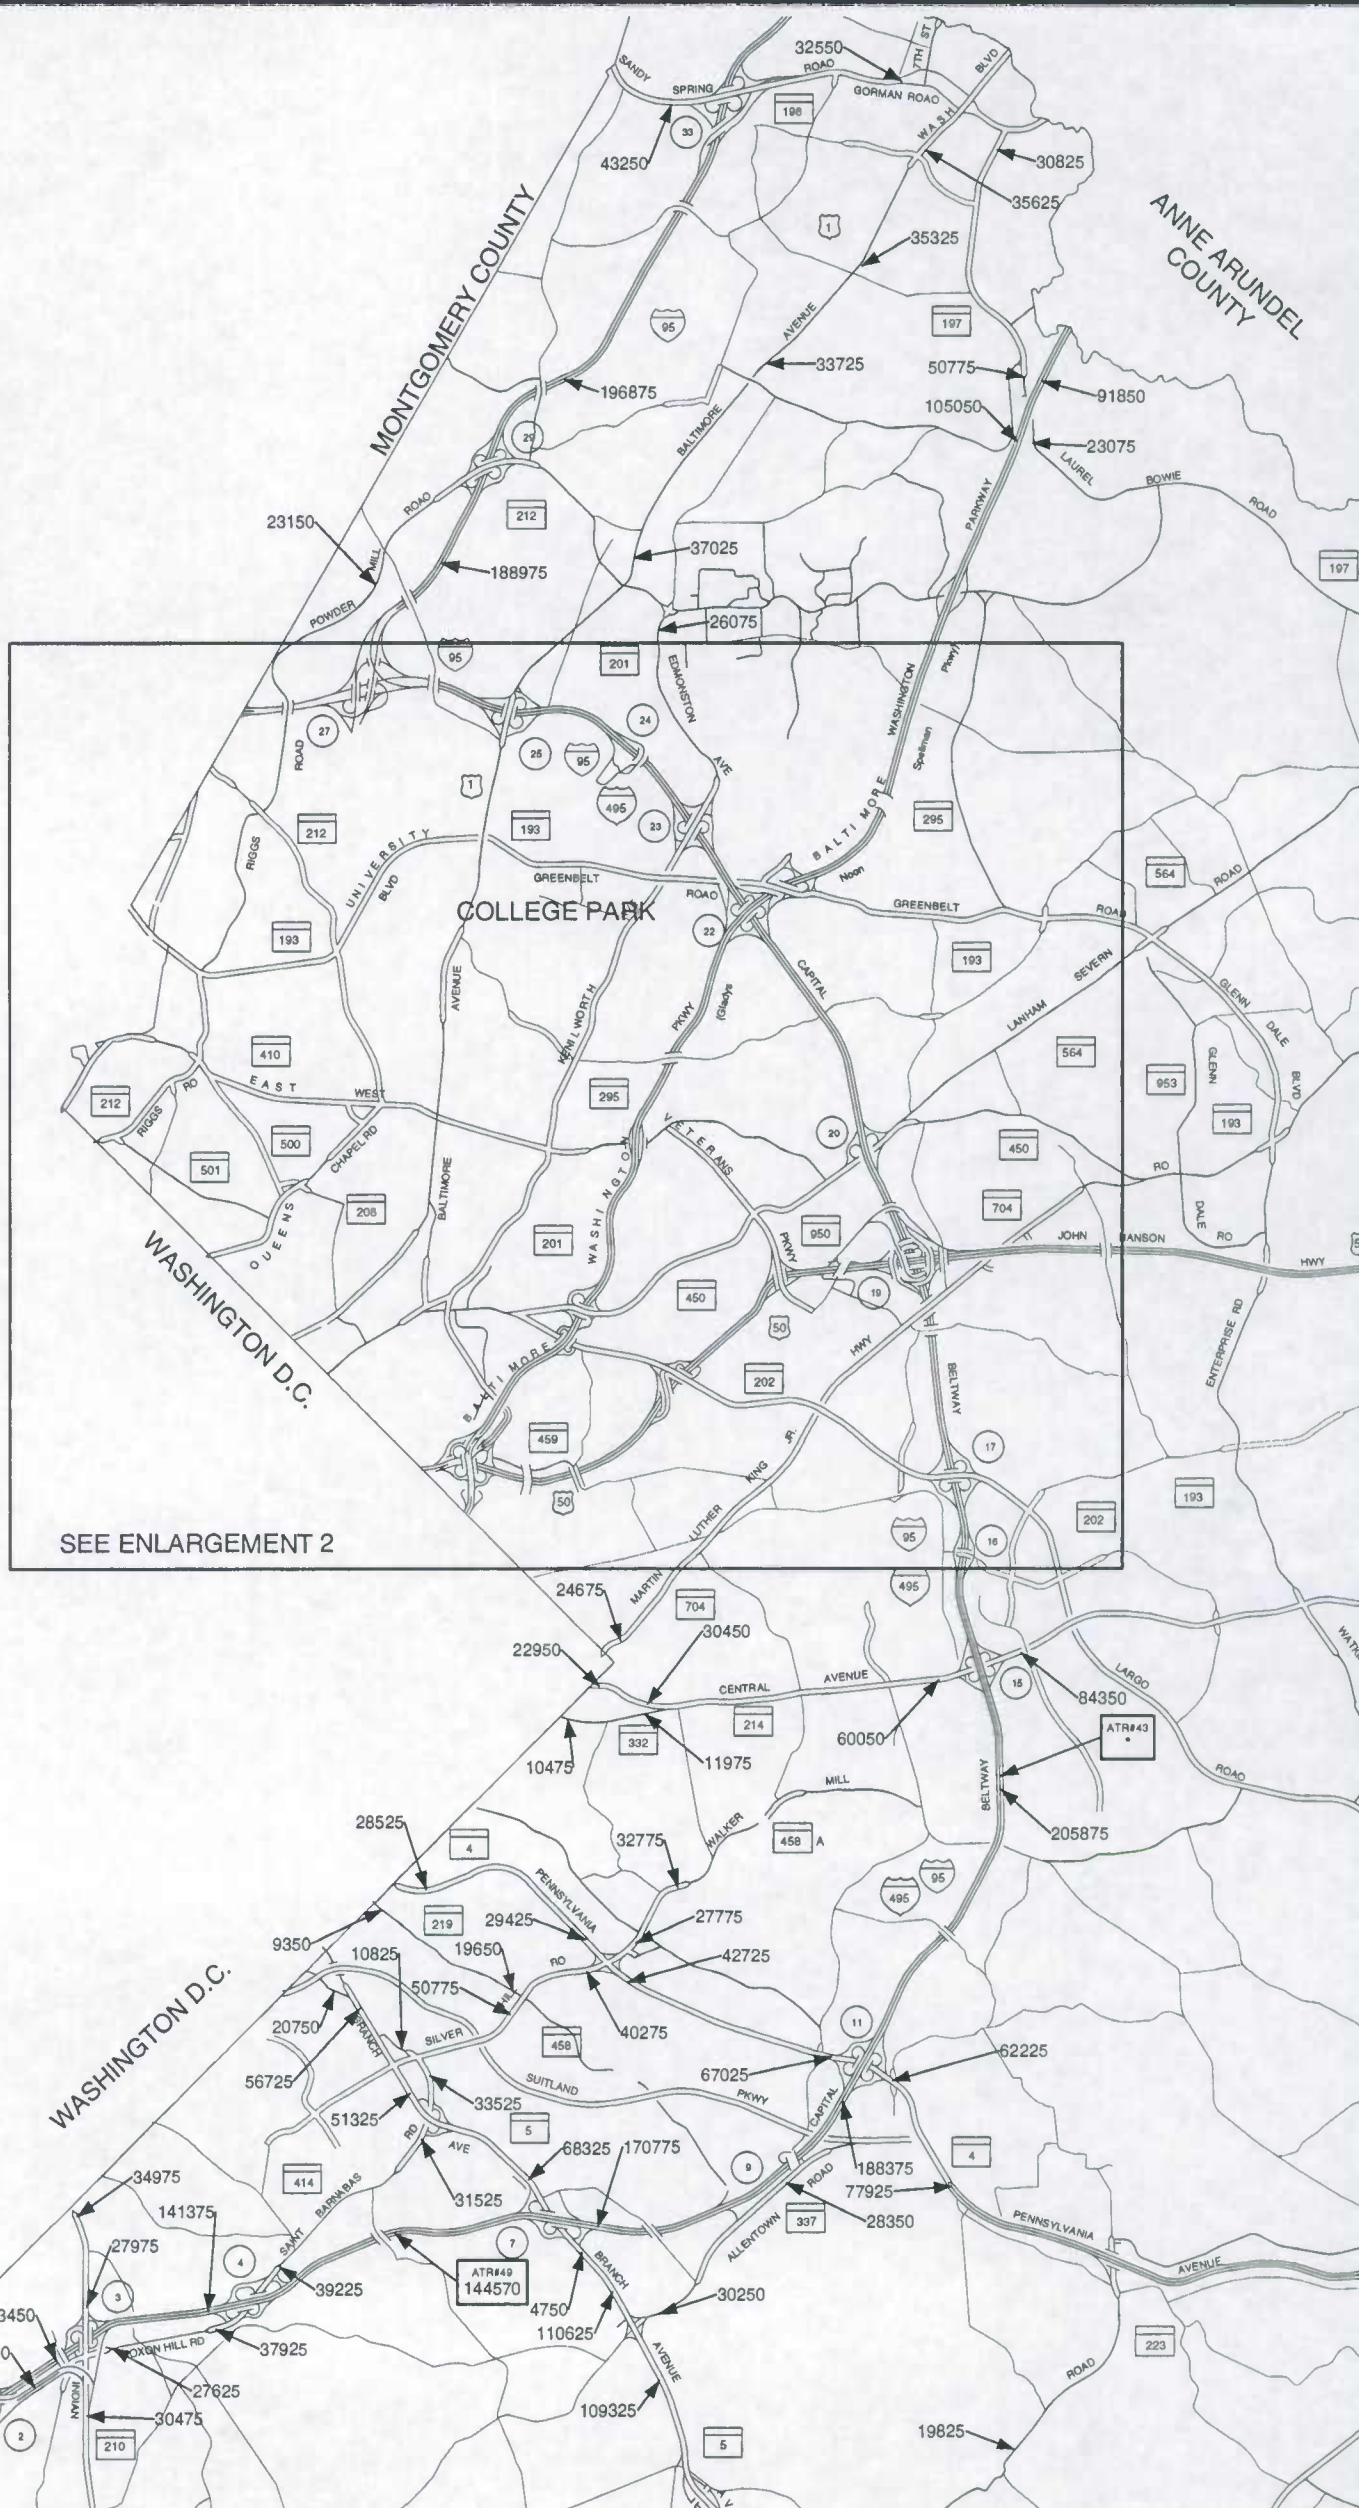 32550
7TH ST
BLVD
SANDY
SPRING
ROAD
GORMAN ROAD
WASH
198
33
43250
30825
35625
MONTGOMERY COUNTY
ANNE ARUNDEL
COUNTY
1
35325
95
197
AVENUE
33725
50775
91850
196875
105050
BALTIMORE
23075
29
LAUREL
BOWIE
ROAD
ROAD
PARKWAY
212
23150
MILL
37025
188975
197
POWDER
26075
95
201
EDMONSTON
WASHINGTON
Pkwy)
27
24
25
95
ROAD
AVE
Spellman
1
495
212
193
23
295
UNIVERSITY
BLVD
BALTIMORE
RIGGS
Noon
564
ROAD
GREENBELT
ROAD
GREENBELT
ROAD
COLLEGE PARK
193
22
193
SEVERN
CAPITAL
AVENUE
KENILWORTH
PKWY
(Gladys
LANHAM
GLENN
DALE
BLVD
410
564
GLENN
EAST
WEST
295
953
212
RIGGS
RD
193
VETERANS
20
500
CHAPEL RD
450
501
RD
BALTIMORE
WASHINGTON
704
208
QUEENS
201
PKWY
950
JOHN
HANSON
HWY
DALE
RD
WASHINGTON D.C.
450
19
50
ENTERPRISE RD
HWY
BALTIMORE
202
BELTWAY
459
JR.
17
50
KING
193
202
SEE ENLARGEMENT 2
LUTHER
95
16
MARTIN
495
24675
704
22950
30450
CENTRAL
AVENUE
LARGO
15
84350
214
332
60050
ATR#43
*
10475
11975
MILL
BELTWAY
ROAD
28525
WALKER
4
32775
458 A
205875
PENNSYLVANIA
95
495
219
29425
27775
9350
19650
10825
RD
42725
50775
HILL
20750
BRANCH
SILVER
40275
11
458
62225
56725
67025
SUITLAND
PKWY
CAPITAL
33525
51325
5
RD
AVE
68325
170775
4
9
188375
34975
414
BARNABAS
ROAD
77925
31525
141375
28350
337
ALLENTOWN
PENNSYLVANIA
AVENUE
27975
4
SAINT
7
BRANCH
3
39225
ATR#49
144570
4750
30250
3450
110625
OXON HILL RD
37925
AVENUE
223
27625
INDIAN
ROAD
30475
109325
2
210
5
19825